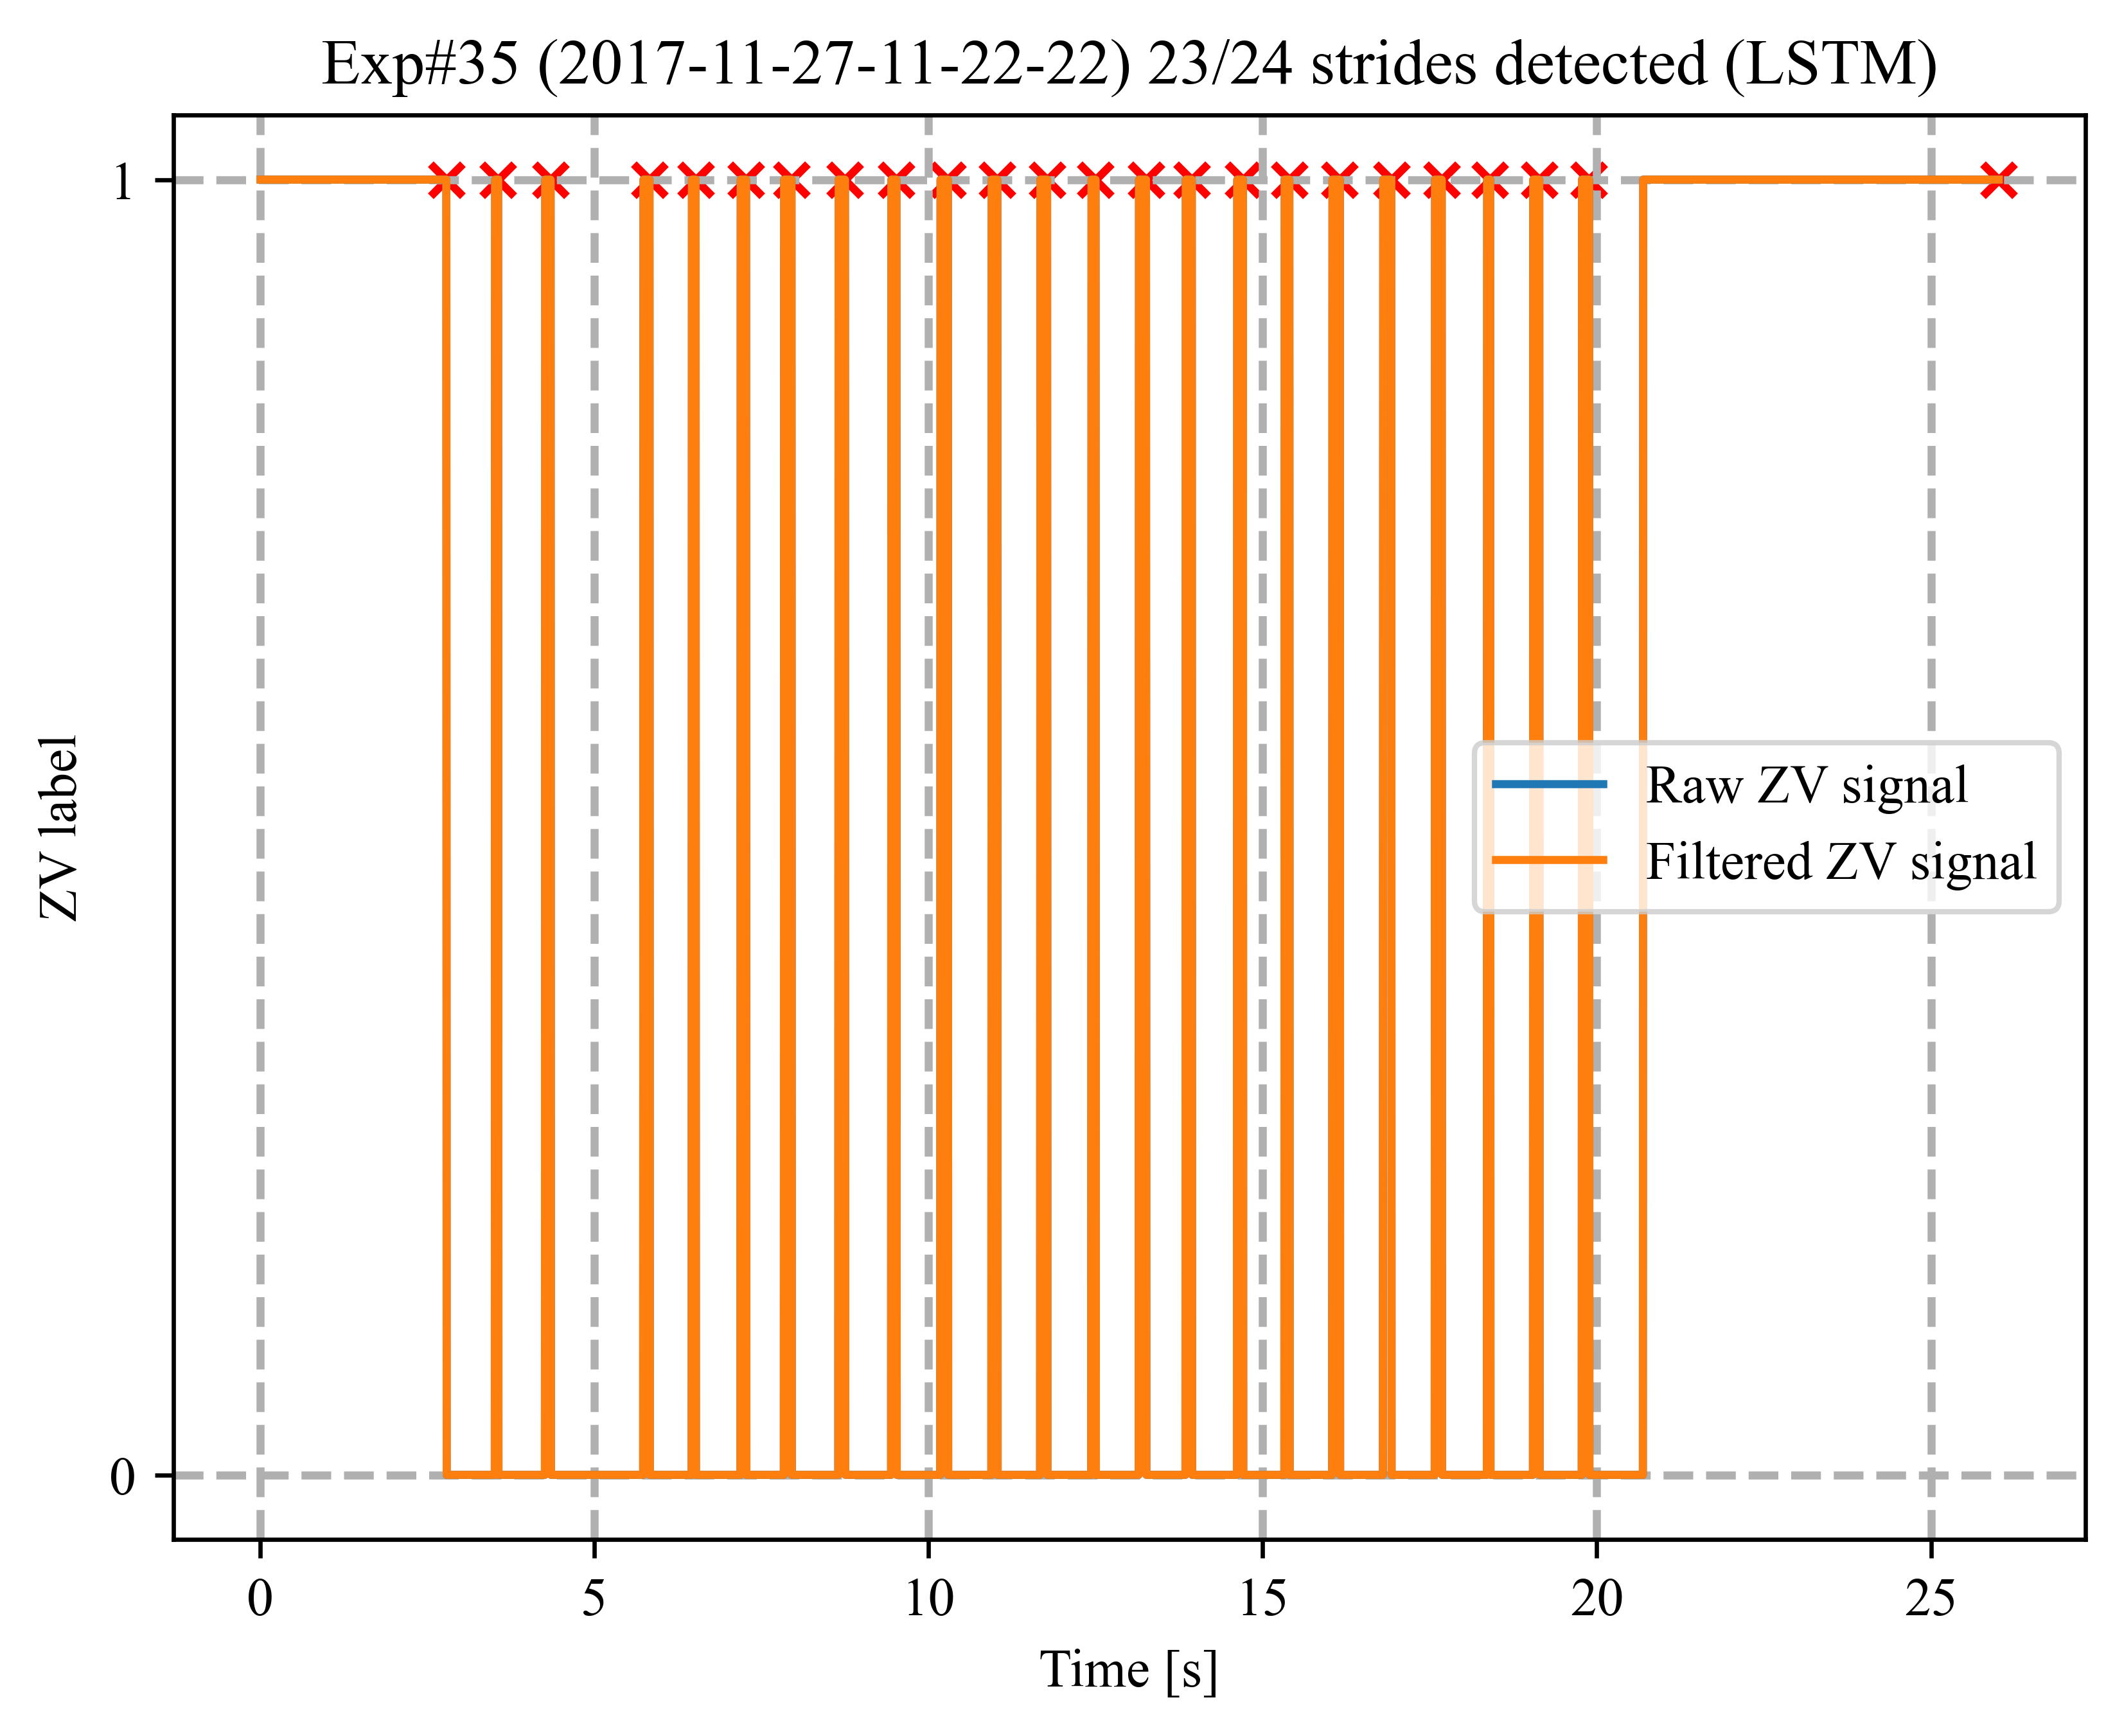 Exp#35 (2017-11-27-11-22-22) 23/24 strides detected (LSTM)
1
ZV label
Raw ZV signal
Filtered ZV signal
0
0 5 10 15 20 25
Time [s]